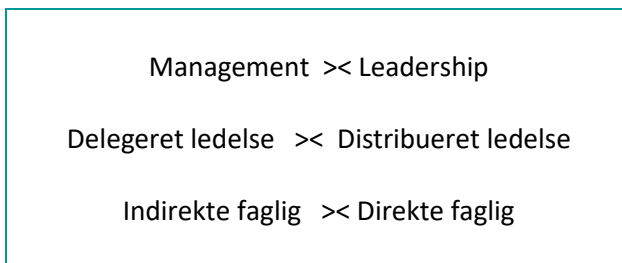 Management >< Leadership
Delegeret ledelse >< Distribueret ledelse
Indirekte faglig >< Direkte faglig